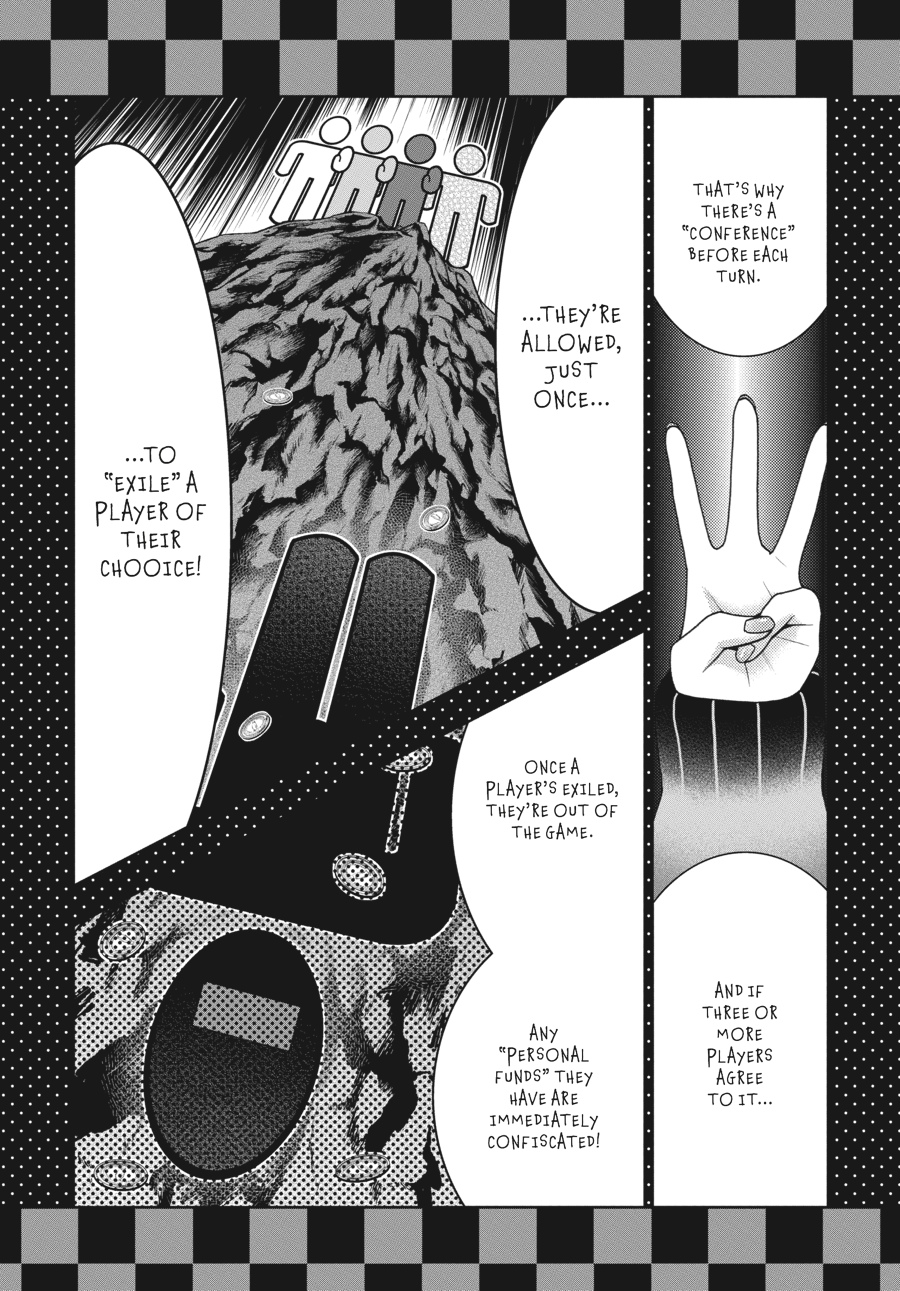 THAT'S WHY
THERE'S A
"CONFERENCE"
BEFORE EACH
TURN.
AND IF
THREE OR
MORE
PLAYERS
AGREE
TO IT...
...THEY'RE
ALLOWED,
JUST
ONCE...
...TO
"EXILE" A
PLAYER OF
THEIR
CHOOICE!
ONCE A
PLAYER'S EXILED,
THEY'RE OUT OF
THE GAME.
ANY
"PERSONAL
FUNDS" THEY
HAVE ARE
IMMEDIATELY
CONFISCATED!